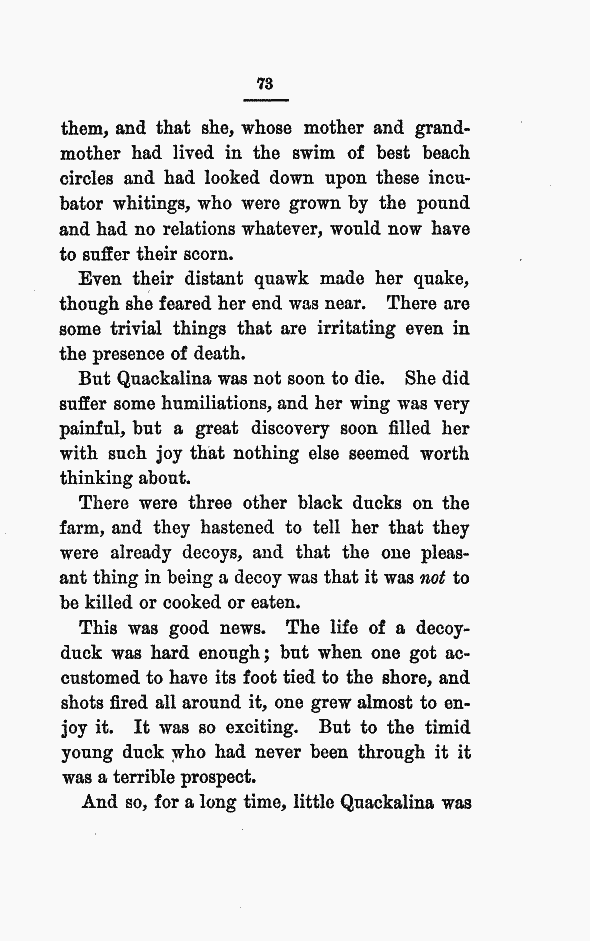 73
them, and that she, whose mother and grand-
mother had lived in the swim of best beach
circles and had looked down upon these incu-
bator whitings, who were grown by the pound
and had no relations whatever, would now have
to suffer their scorn.
Even their distant quawk made her quake,
though she feared her end was near. There are
some trivial things that are irritating even in
the presence of death.
But Quackalina was not soon to die. She did
suffer some humiliations, and her wing was very
painful, but a great discovery soon filled her
with such joy that nothing else seemed worth
thinking about.
There were three other black ducks on the
farm, and they hastened to tell her that they
were already decoys, and that the one pleas-
ant thing in being a decoy was that it was not to
be killed or cooked or eaten.
This was good news. The life of a decoy-
duck was hard enough; but when one got ac-
customed to have its foot tied to the shore, and
shots fired all around it, one grew almost to en-
joy it. It was so exciting. But to the timid
young duck who had never been through it it
was a terrible prospect.
And so, for a long time, little Quackalina was